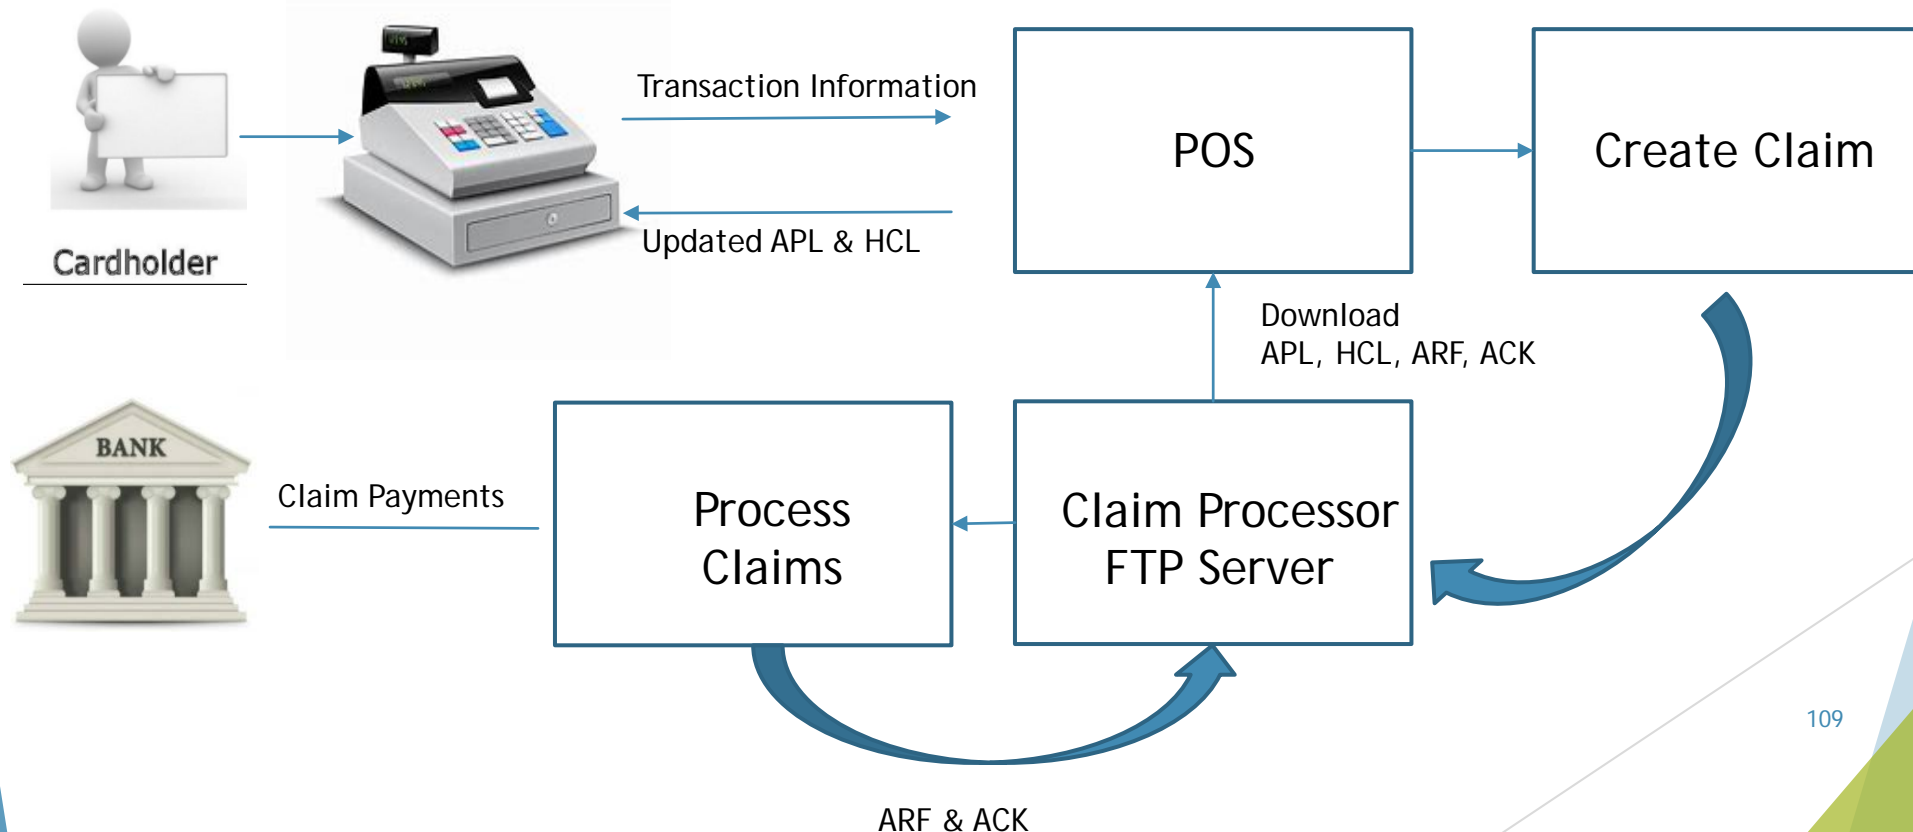 Transaction Information
POS
Create Claim
Updated APL & HCL
Cardholder
Download
APL, HCL, ARF, ACK
BANK
Claim Payments
Process
Claims
Claim Processor
FTP Server
109
ARF & ACK